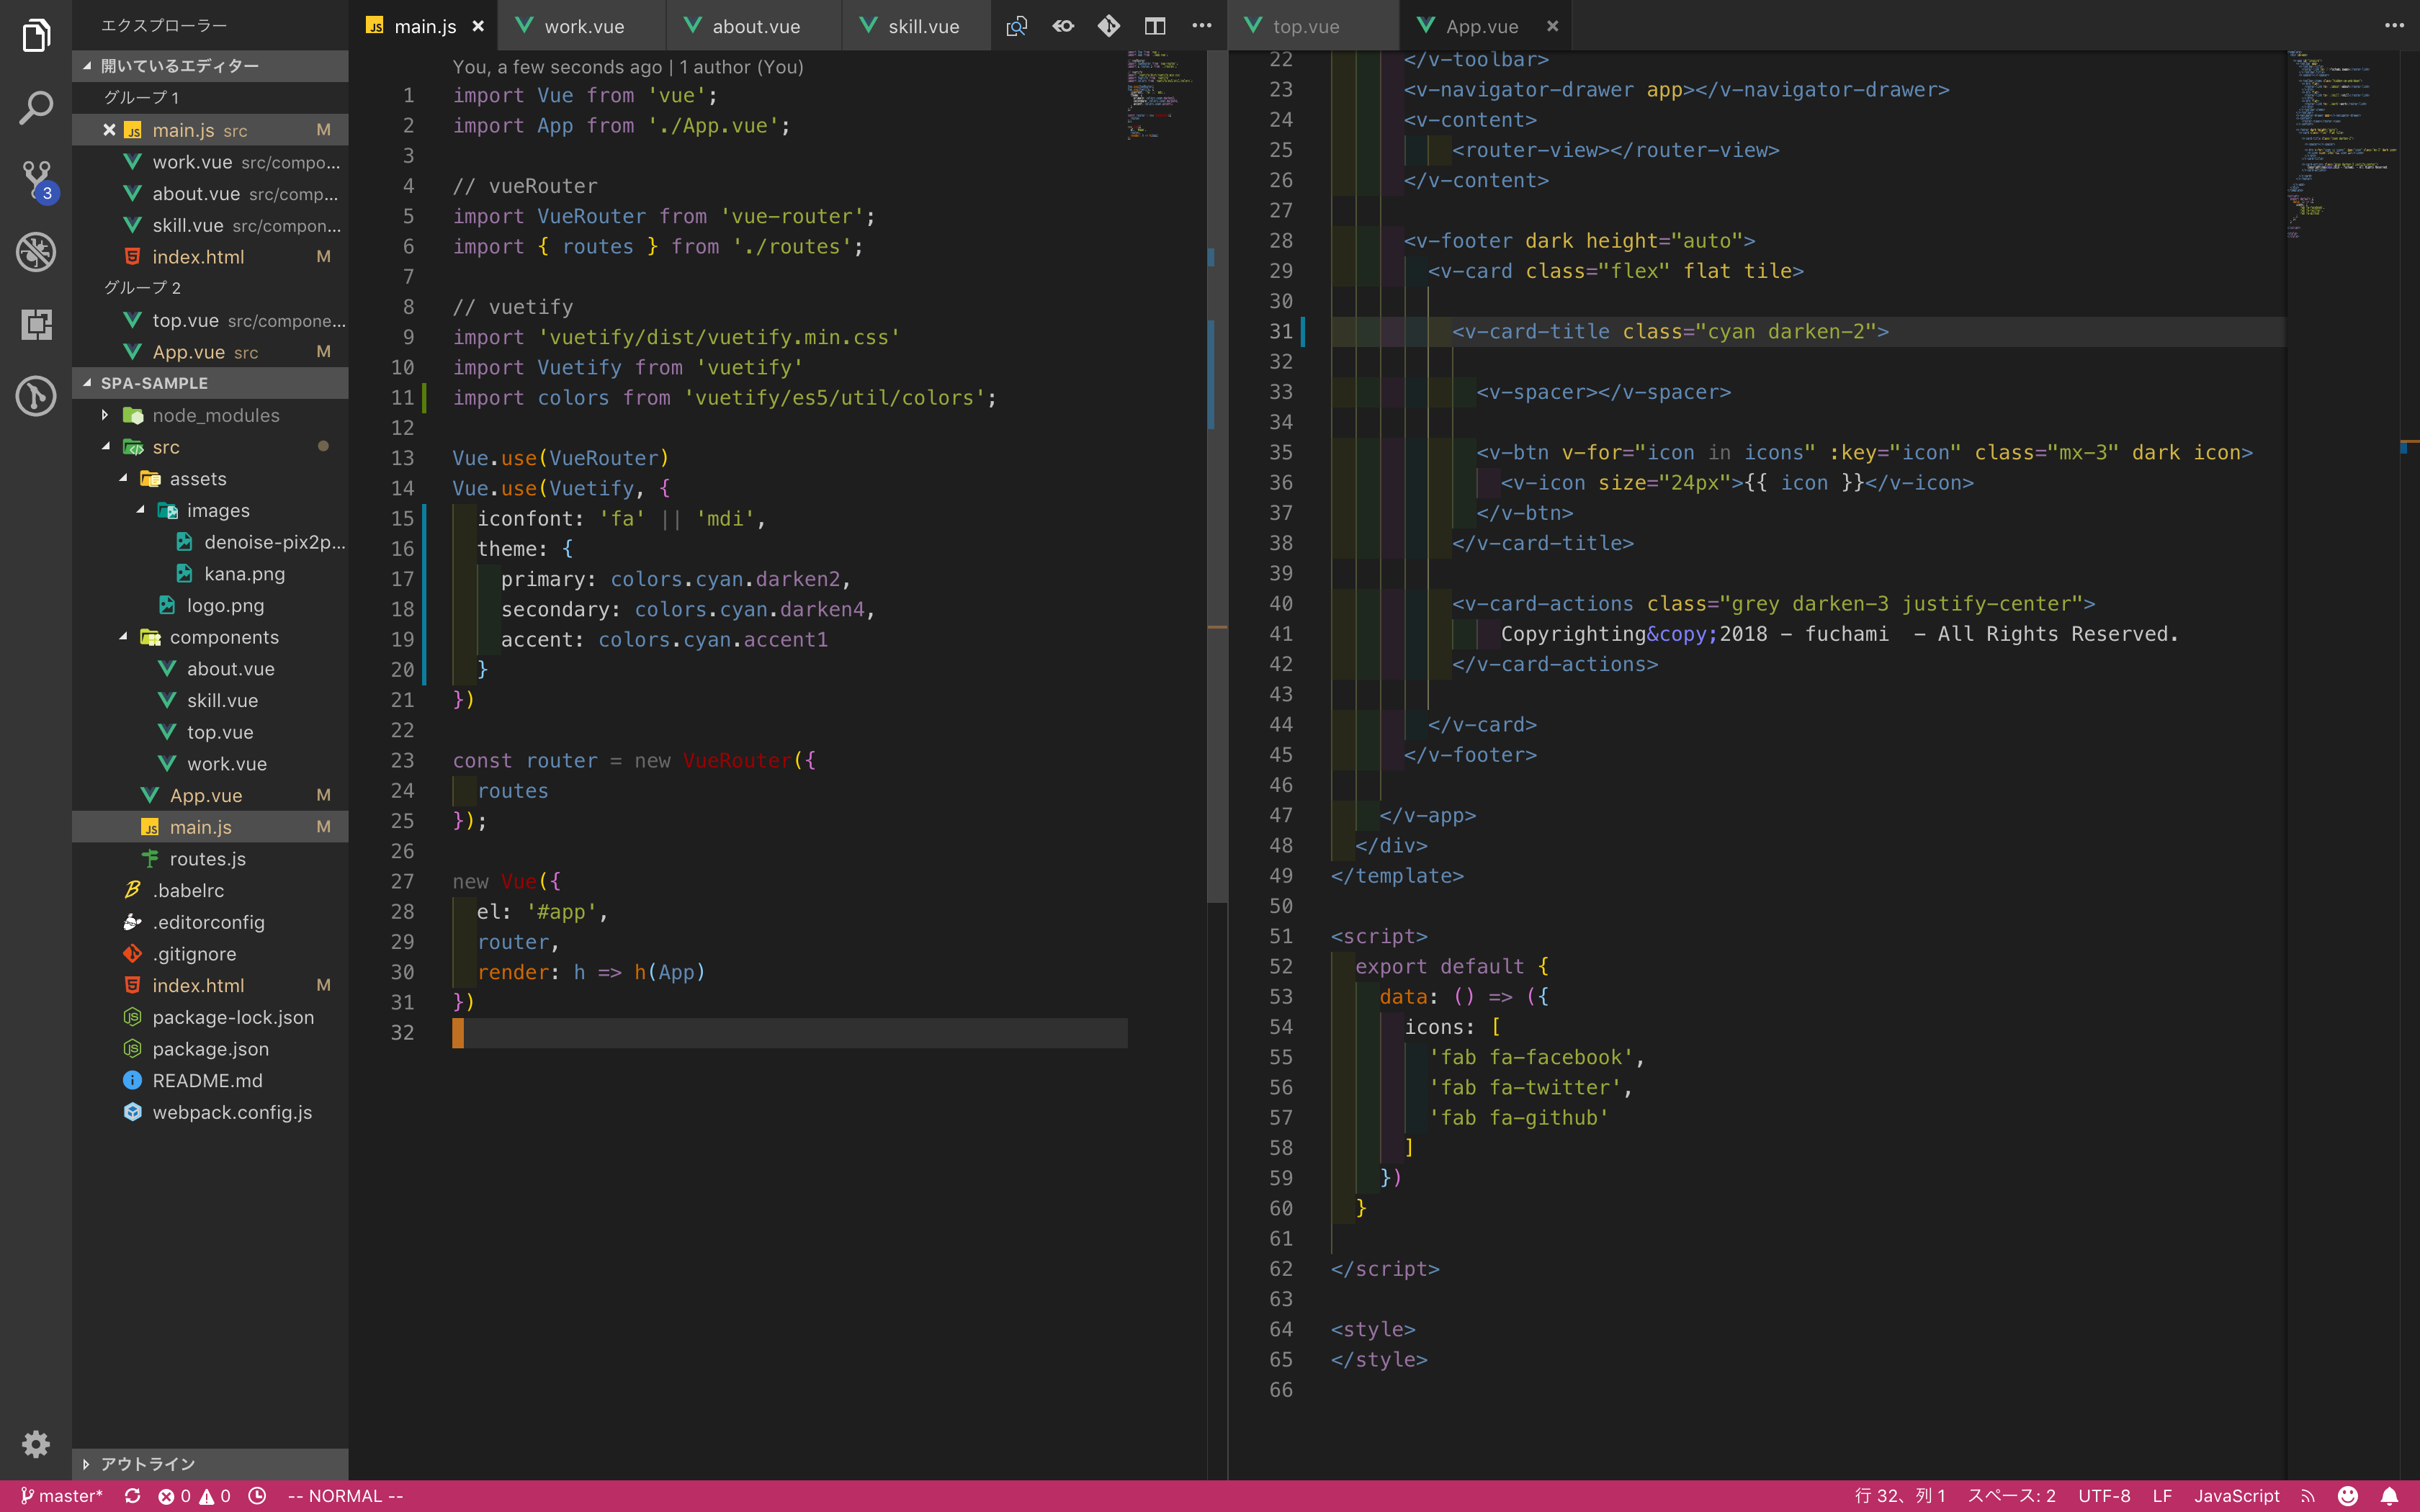 エクスプローラー
開いているエディター
グループ 1
main.js src M
work.vue src/compo...
about.vue src/comp...
skill.vue src/compon...
index.html M
グループ 2
top.vue src/compone...
App.vue src M
SPA-SAMPLE
node_modules
src
assets
images
denoise-pix2p...
kana.png
logo.png
components
about.vue
skill.vue
top.vue
work.vue
App.vue M
main.js M
routes.js
.babelrc
.editorconfig
.gitignore
index.html M
package-lock.json
package.json
README.md
webpack.config.js
アウトライン
3
main.js
work.vue
about.vue
skill.vue
You, a few seconds ago | 1 author (You)
1 import Vue from 'vue';
2 import App from './App.vue';
3
4 // vueRouter
5 import VueRouter from 'vue-router';
6 import { routes } from './routes';
7
8 // vuetify
9 import 'vuetify/dist/vuetify.min.css'
10 import Vuetify from 'vuetify'
11 import colors from 'vuetify/es5/util/colors';
12
13 Vue.use(VueRouter)
14 Vue.use(Vuetify, {
15 iconfont: 'fa' || 'mdi',
16 theme: {
17 primary: colors.cyan.darken2,
18 secondary: colors.cyan.darken4,
19 accent: colors.cyan.accent1
20 }
21 })
22
23 const router = new VueRouter({
24 routes
25 });
26
27 new Vue({
28 el: '#app',
29 router,
30 render: h => h(App)
31 })
32
top.vue
App.vue
22 </v-toolbar>
23 <v-navigator-drawer app></v-navigator-drawer>
24 <v-content>
25 <router-view></router-view>
26 </v-content>
27
28 <v-footer dark height="auto">
29 <v-card class="flex" flat tile>
30
31 <v-card-title class="cyan darken-2">
32
33 <v-spacer></v-spacer>
34
35 <v-btn v-for="icon in icons" :key="icon" class="mx-3" dark icon>
36 <v-icon size="24px">{{ icon }}</v-icon>
37 </v-btn>
38 </v-card-title>
39
40 <v-card-actions class="grey darken-3 justify-center">
41 Copyrighting&copy;2018 - fuchami  - All Rights Reserved.
42 </v-card-actions>
43
44 </v-card>
45 </v-footer>
46
47 </v-app>
48 </div>
49 </template>
50
51 <script>
52 export default {
53 data: () => ({
54 icons: [
55 'fab fa-facebook',
56 'fab fa-twitter',
57 'fab fa-github'
58 ]
59 })
60 }
61
62 </script>
63
64 <style>
65 </style>
66
master* 0 0 -- NORMAL --
行 32、列 1 スペース: 2 UTF-8 LF JavaScript